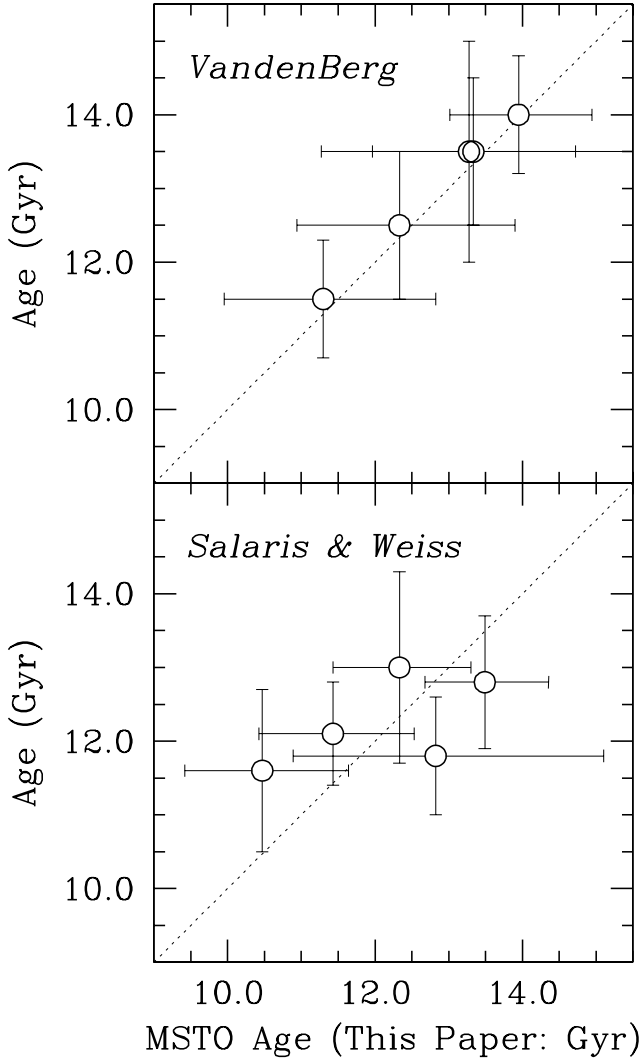 VandenBerg
14.0
12.0
10.0
Age (Gyr)
Salaris & Weiss
14.0
12.0
10.0
Age (Gyr)
10.0 12.0 14.0
MSTO Age (This Paper: Gyr)